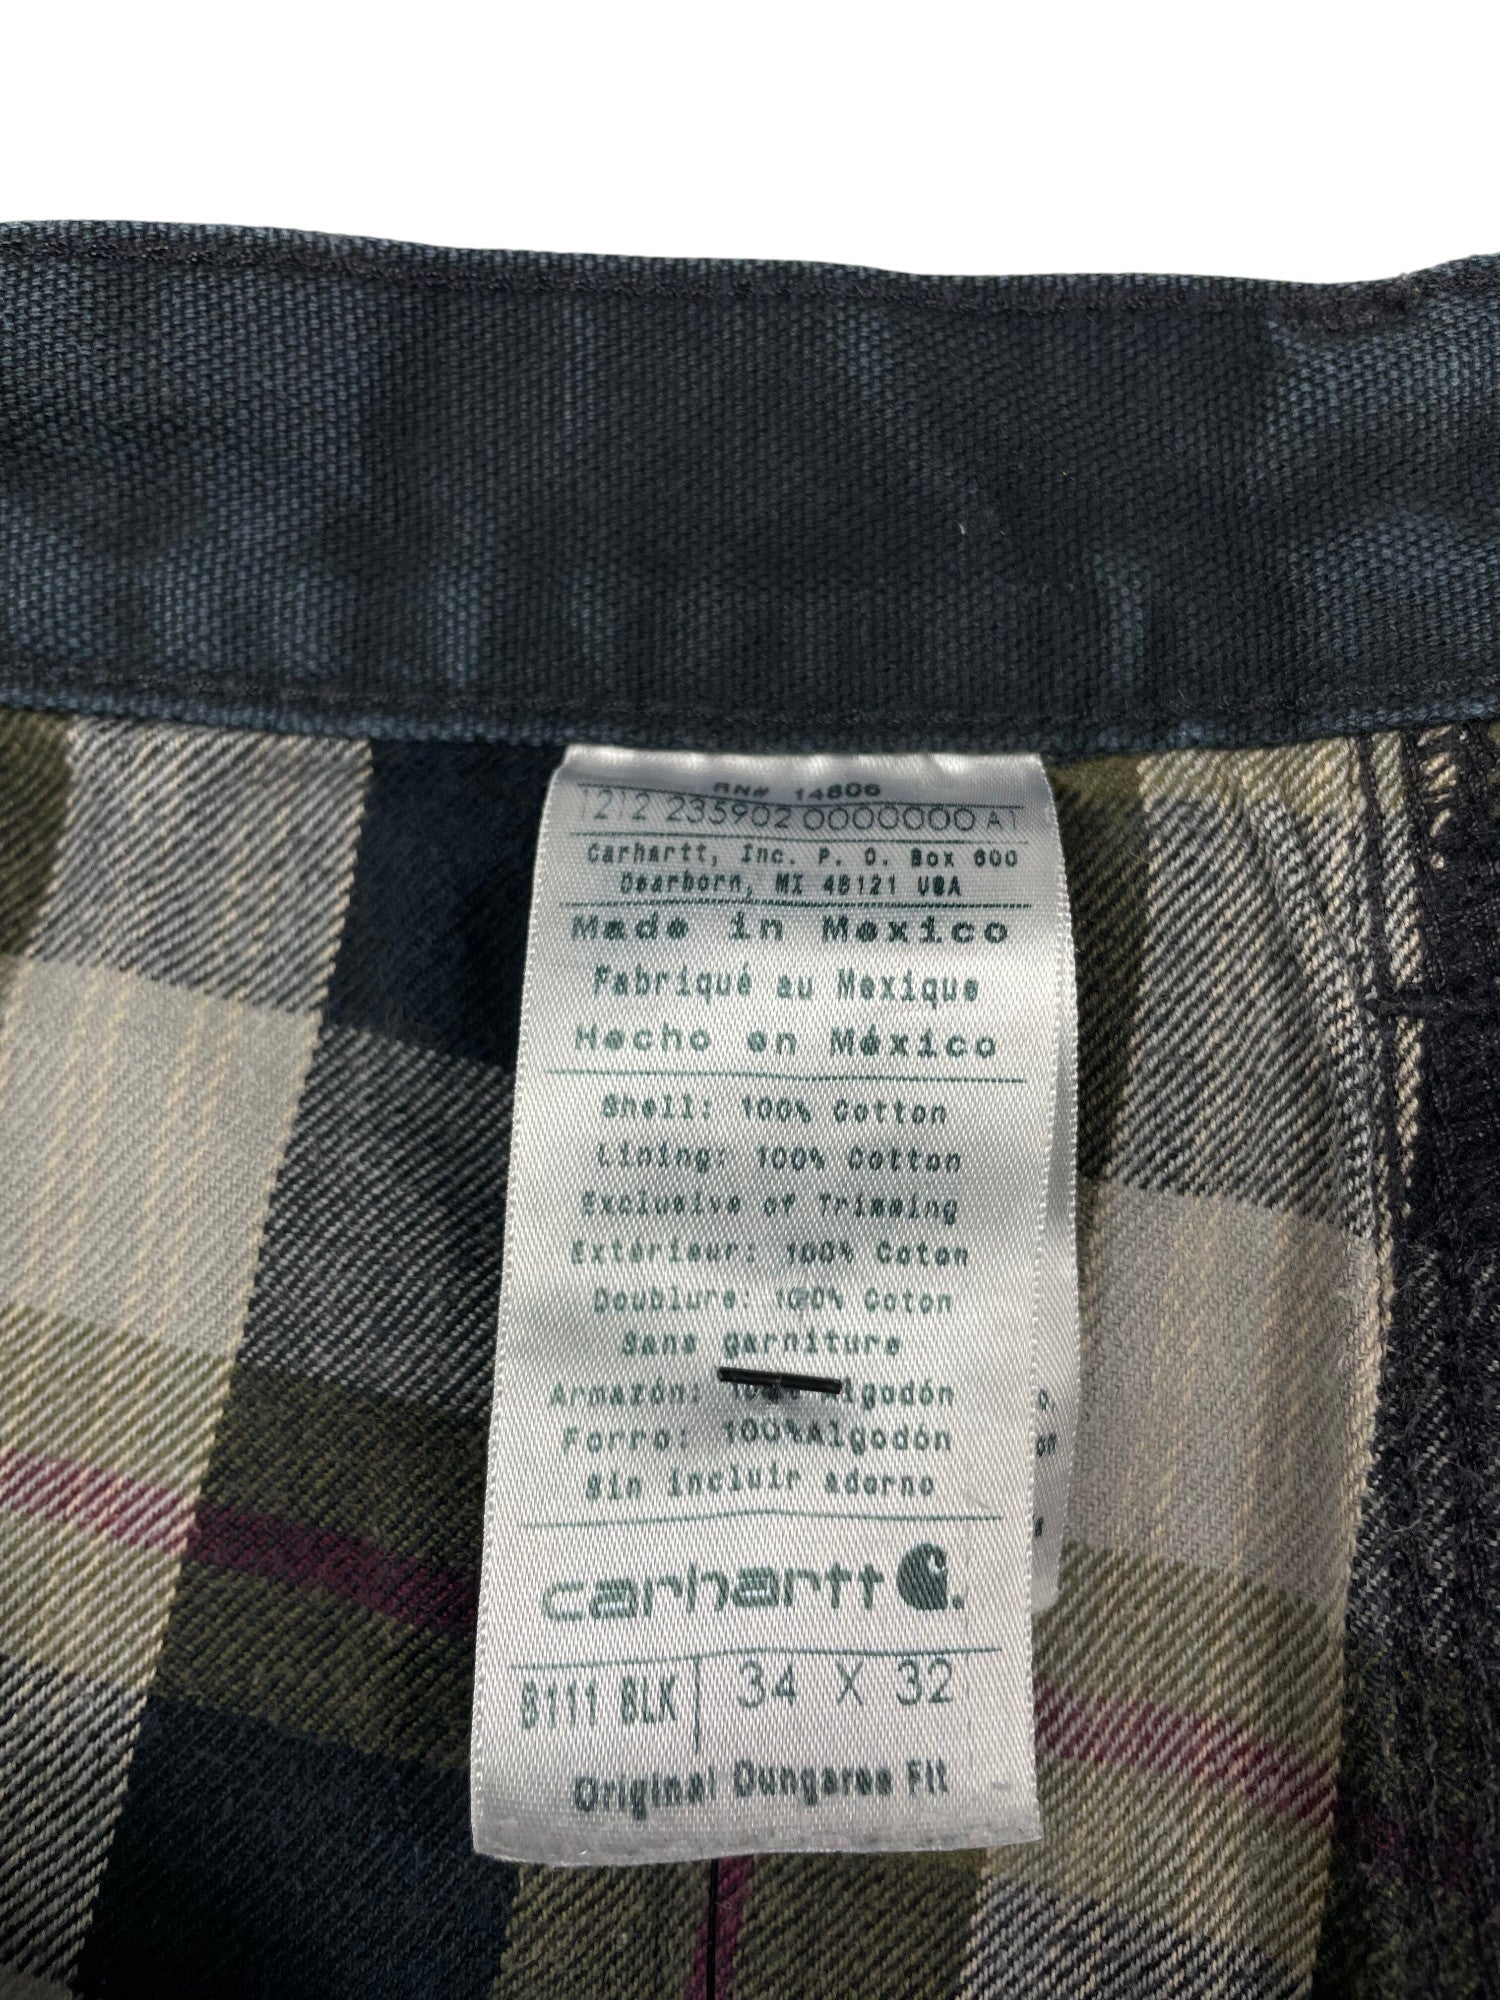 RN# 14806
1212 235902 0000000 A1
Carhartt, Inc. P. O. Box 600
Dearborn, MI 48121 USA
Made in Mexico
Fabriqué au Mexique
Hecho en México
Shell: 100% Cotton
Lining: 100% Cotton
Exclusive of Trimming
Extérieur: 100% Coton
Doublure: 100% Coton
Sans garniture
Armazón: 100% Algodón
Forro: 100%Algodón
Sin incluir adorno
carhartt
B111 BLK 34 X 32
Original Dungaree Fit